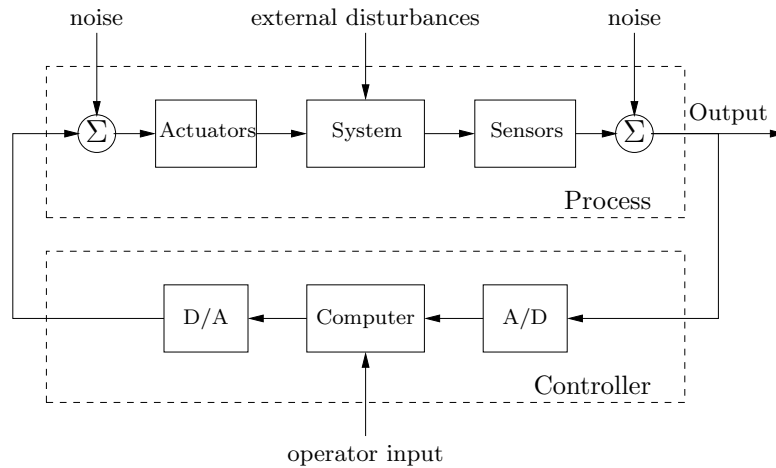 noise
external disturbances
noise
Σ
Actuators
System
Sensors
Σ
Output
Process
D/A
Computer
A/D
Controller
operator input